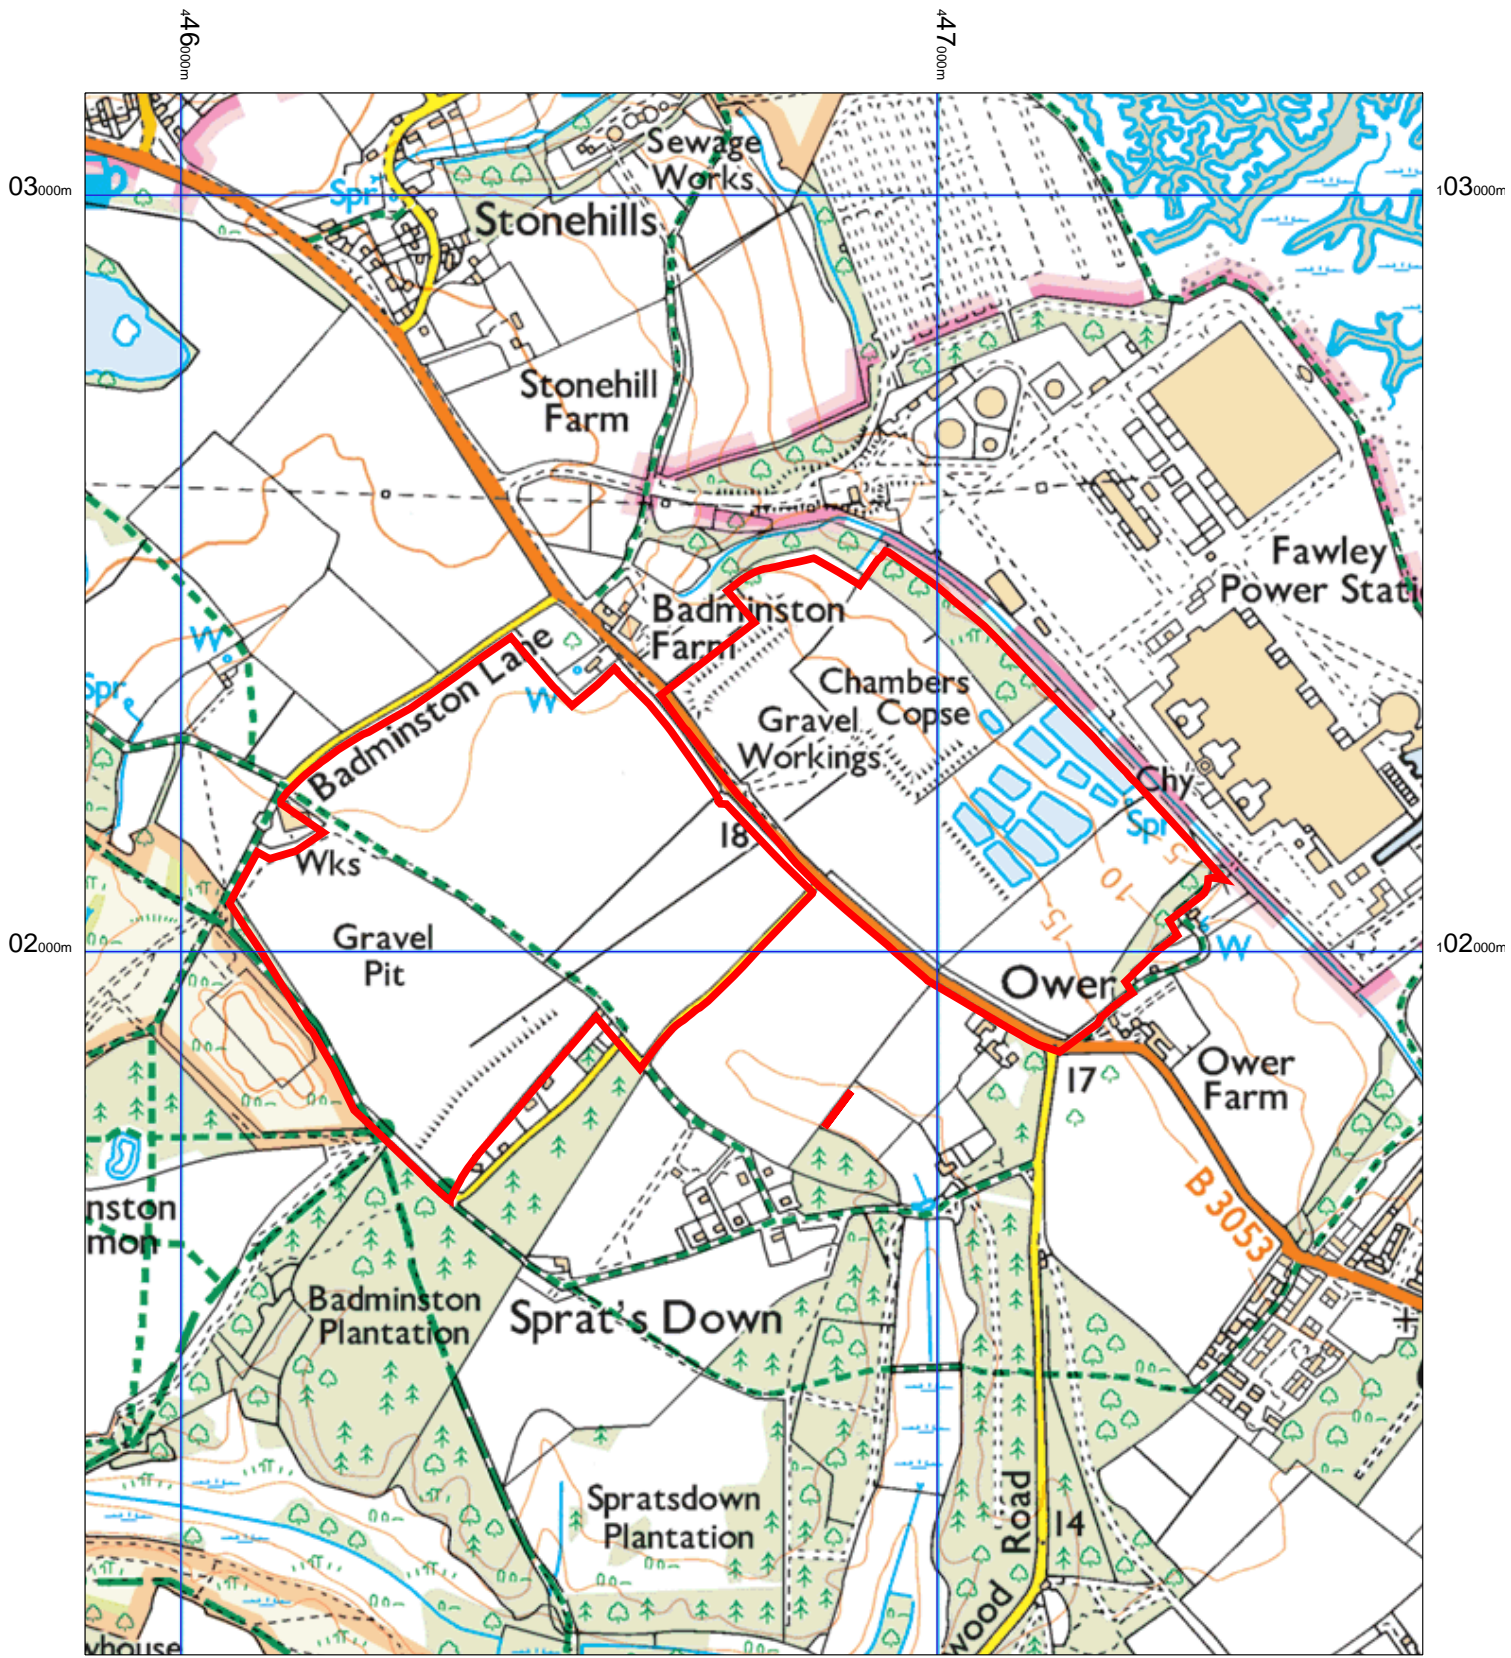 446000m
447000m
03000m
103000m
Sewage
Works
Spr
Stonehills
Stonehill
Farm
Fawley
Power Stati
W
Badminston
Farm
Badminston Lane
Spr
W
Chambers
Copse
Gravel
Workings
Chy
18
Spr
5
10
15
Wks
Gravel
Pit
02000m
102000m
W
Ower
17
Ower
Farm
B 3053
nston
mon
Badminston
Plantation
Sprat's Down
Spratsdown
Plantation
Road
14
wood
whouse